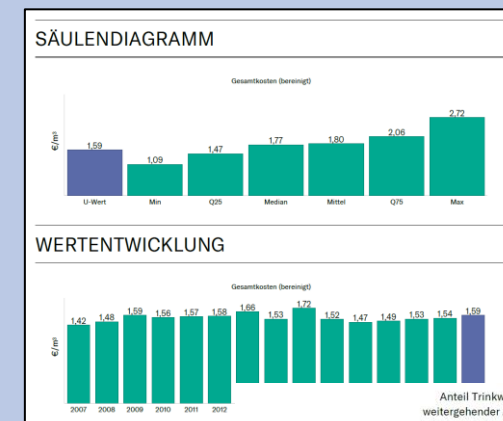 SÄULENDIAGRAMM
Gesamtkosten (bereinigt)
€/m³
1,59 1,09 1,47 1,77 1,80 2,06 2,72
U-Wert Min Q25 Median Mittel Q75 Max
WERTENTWICKLUNG
Gesamtkosten (bereinigt)
€/m³
1,42 1,48 1,59 1,56 1,57 1,58 1,66 1,53 1,72 1,52 1,47 1,49 1,53 1,54 1,59
2007 2008 2009 2010 2011 2012
Anteil Trinkw
weitergehender